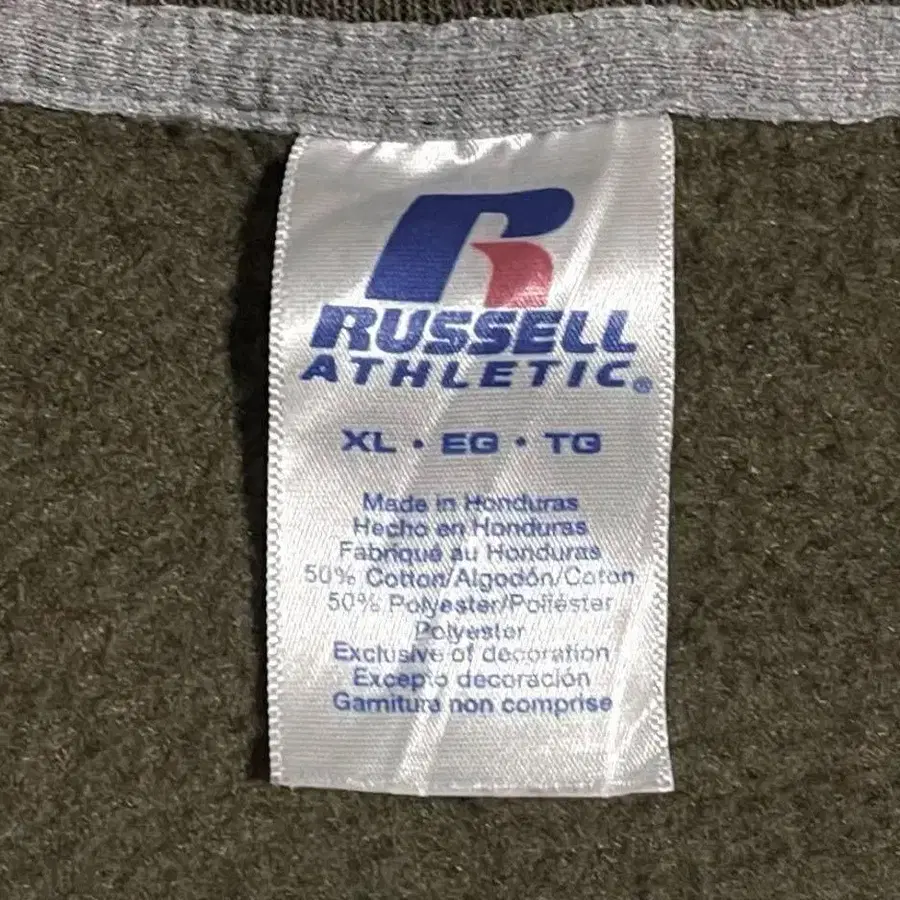 RUSSELL
ATHLETIC®
XL • EG • TG
Made in Honduras
Hecho en Honduras
Fabriqué au Honduras
50% Cotton/Algodón/Coton
50% Polyester/Poliéster
Polyester
Exclusive of decoration
Excepto decoración
Garniture non comprise